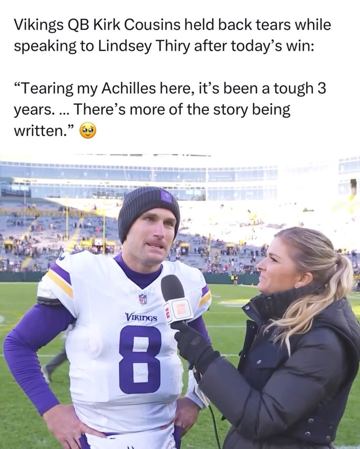 Vikings QB Kirk Cousins held back tears while
speaking to Lindsey Thiry after today’s win:
“Tearing my Achilles here, it’s been a tough 3
years. … There’s more of the story being
written.” 🥹
VIKINGS
8